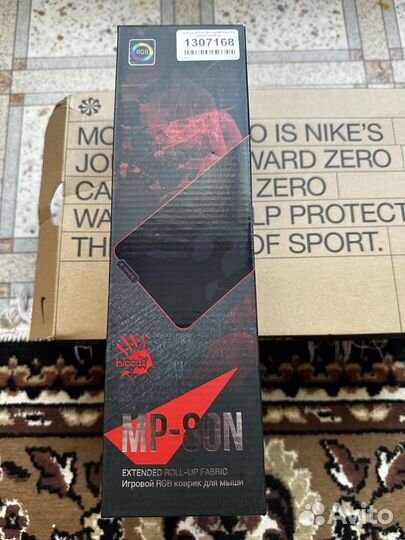 RGB
1307168
MO
O IS NIKE'S
JO
WARD ZERO
CA
ZERO
WA
LP PROTECT
THE
OF SPORT.
bloody
MP-80N
EXTENDED ROLL-UP FABRIC
Игровой RGB коврик для мыши
Avito